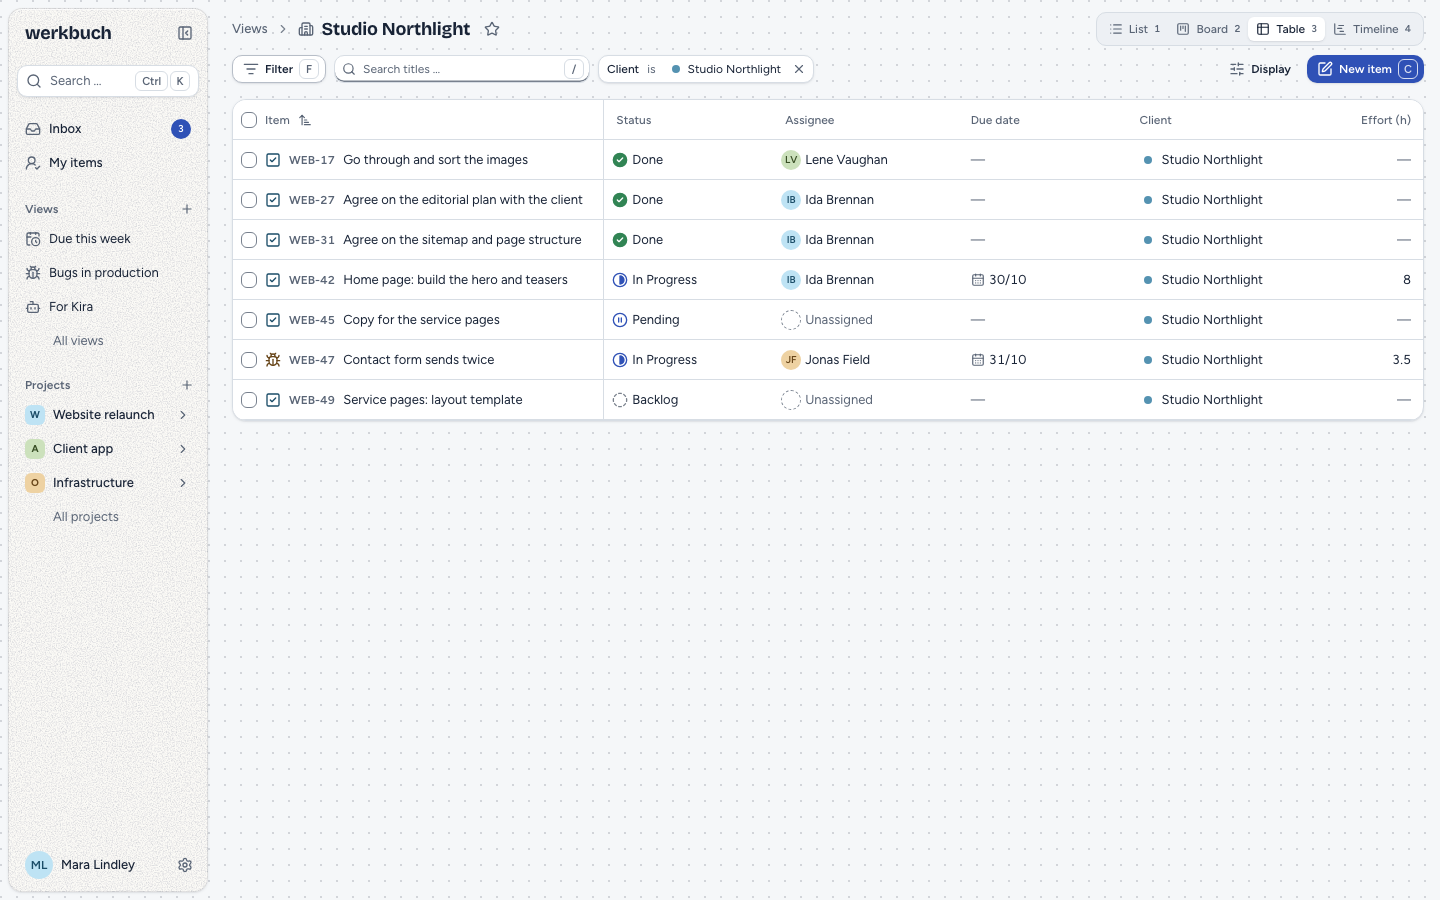 werkbuch
Search ... Ctrl K
Inbox 3
My items
Views
Due this week
Bugs in production
For Kira
All views
Projects
W Website relaunch
A Client app
O Infrastructure
All projects
ML Mara Lindley
Views Studio Northlight
List 1 Board 2 Table 3 Timeline 4
Filter F Search titles ... / Client is Studio Northlight Display New item C
Item Status Assignee Due date Client Effort (h)
WEB-17 Go through and sort the images Done LV Lene Vaughan — Studio Northlight —
WEB-27 Agree on the editorial plan with the client Done IB Ida Brennan — Studio Northlight —
WEB-31 Agree on the sitemap and page structure Done IB Ida Brennan — Studio Northlight —
WEB-42 Home page: build the hero and teasers In Progress IB Ida Brennan 30/10 Studio Northlight 8
WEB-45 Copy for the service pages Pending Unassigned — Studio Northlight —
WEB-47 Contact form sends twice In Progress JF Jonas Field 31/10 Studio Northlight 3.5
WEB-49 Service pages: layout template Backlog Unassigned — Studio Northlight —